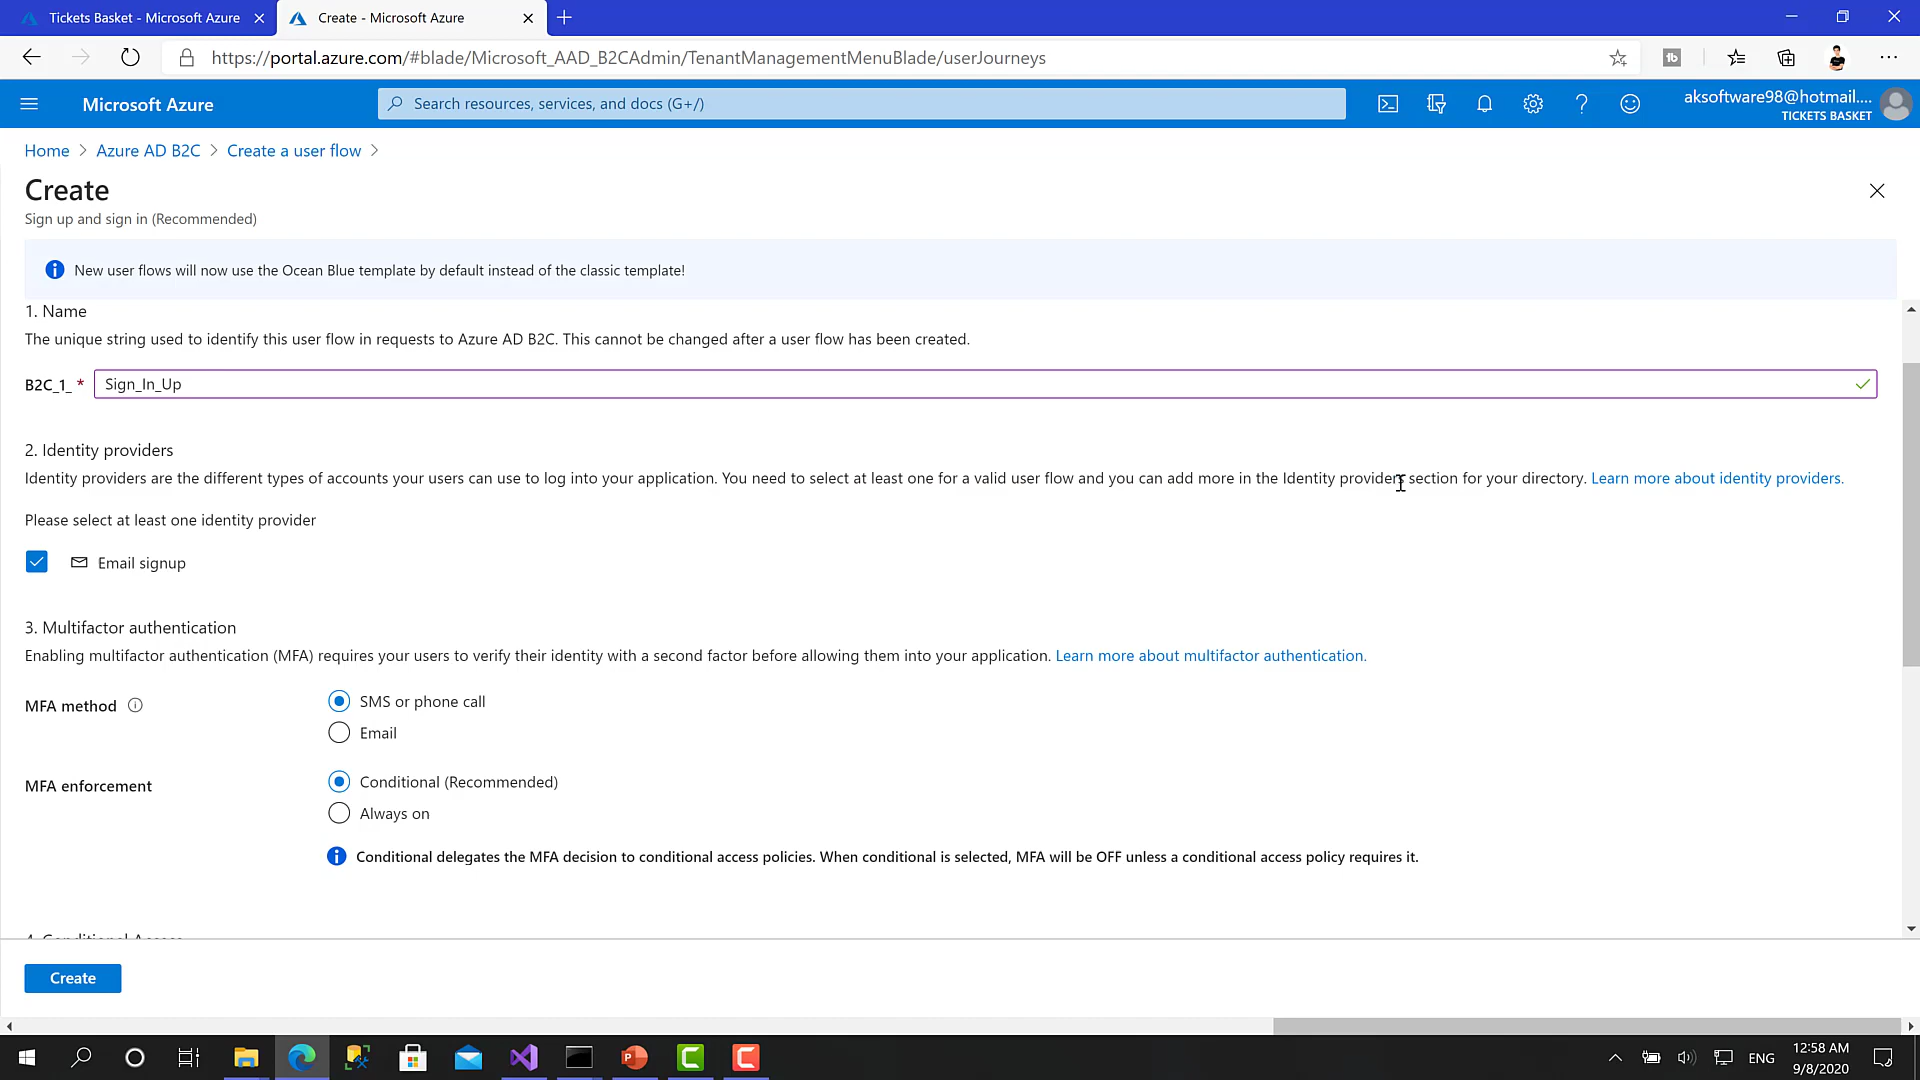 Tickets Basket - Microsoft Azure
Create - Microsoft Azure
https://portal.azure.com/#blade/Microsoft_AAD_B2CAdmin/TenantManagementMenuBlade/userJourneys
Microsoft Azure
Search resources, services, and docs (G+/)
aksoftware98@hotmail....
TICKETS BASKET
Home > Azure AD B2C > Create a user flow >
Create
Sign up and sign in (Recommended)
New user flows will now use the Ocean Blue template by default instead of the classic template!
1. Name
The unique string used to identify this user flow in requests to Azure AD B2C. This cannot be changed after a user flow has been created.
B2C_1_ * Sign_In_Up
2. Identity providers
Identity providers are the different types of accounts your users can use to log into your application. You need to select at least one for a valid user flow and you can add more in the Identity providers section for your directory. Learn more about identity providers.
Please select at least one identity provider
Email signup
3. Multifactor authentication
Enabling multifactor authentication (MFA) requires your users to verify their identity with a second factor before allowing them into your application. Learn more about multifactor authentication.
MFA method
SMS or phone call
Email
MFA enforcement
Conditional (Recommended)
Always on
Conditional delegates the MFA decision to conditional access policies. When conditional is selected, MFA will be OFF unless a conditional access policy requires it.
4. Conditional Access
Create
ENG
12:58 AM
9/8/2020